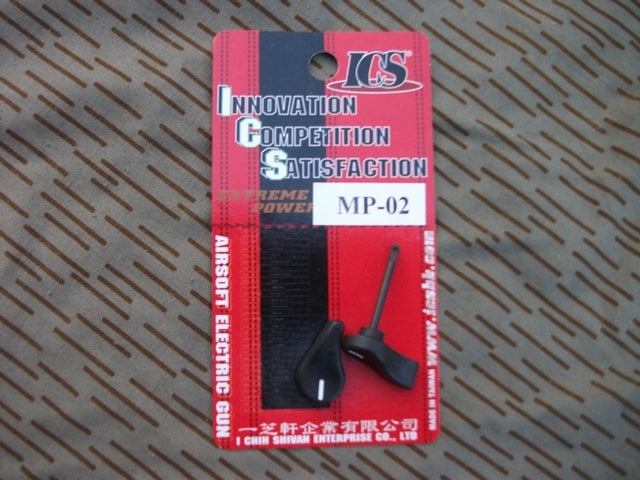 ICS®
INNOVATION
COMPETITION
SATISFACTION
EXTREME
POWER
MP-02
AIRSOFT ELECTRIC GUN
www.icsbb.com
MADE IN TAIWAN
一芝軒企業有限公司
I CHIH SHIVAN ENTERPRISE CO., LTD